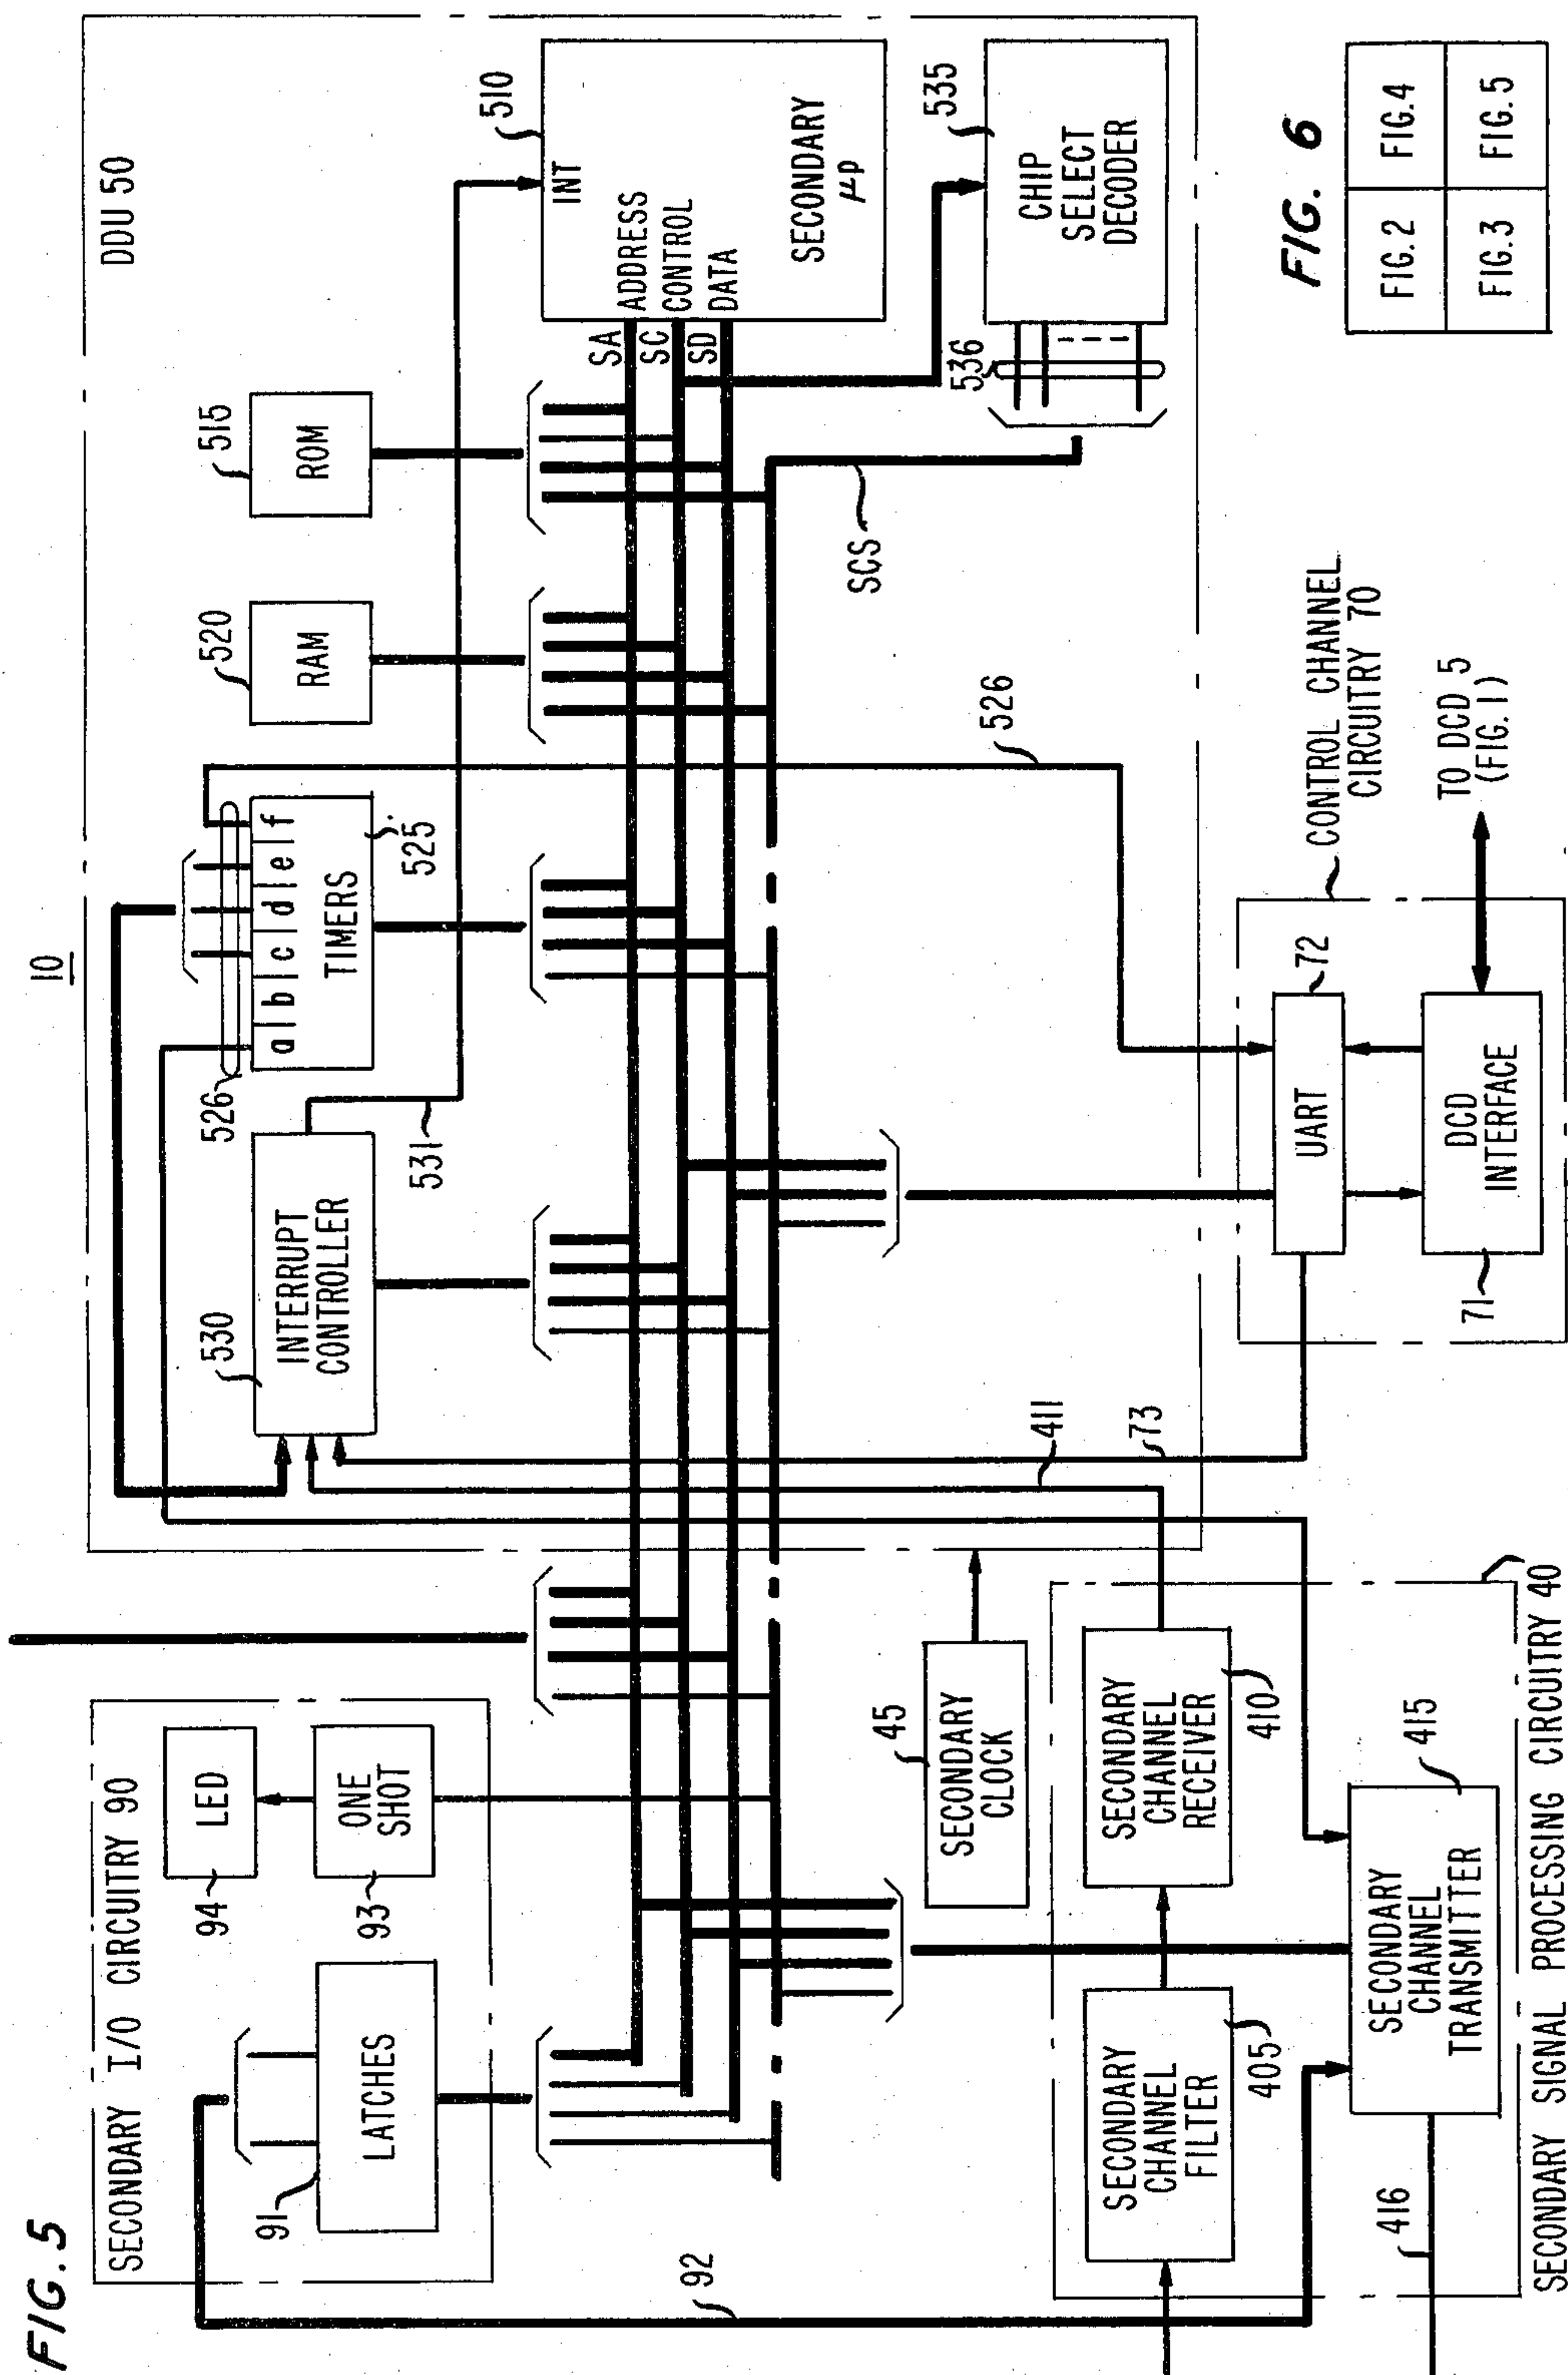 FIG. 5
10
SECONDARY I/O CIRCUITRY 90
91
LATCHES
94
LED
93
ONE
SHOT
92
DDU 50
530
INTERRUPT
CONTROLLER
531
526
a b c d e f
TIMERS
525
520
RAM
515
ROM
510
INT
SA
ADDRESS
SC
CONTROL
SD
DATA
SECONDARY
μp
535
CHIP
SELECT
DECODER
536
SCS
526
411
73
45
SECONDARY
CLOCK
SECONDARY
CHANNEL
FILTER
405
SECONDARY
CHANNEL
RECEIVER
410
SECONDARY
CHANNEL
TRANSMITTER
415
416
SECONDARY SIGNAL PROCESSING CIRCUITRY 40
UART
72
DCD
INTERFACE
71
CONTROL CHANNEL
CIRCUITRY 70
TO DCD 5
(FIG. 1)
FIG. 6
FIG. 2
FIG. 4
FIG. 3
FIG. 5